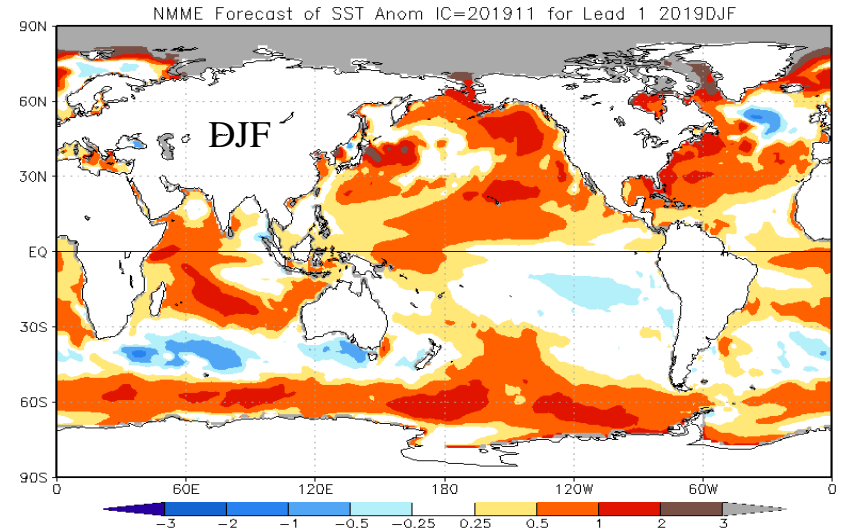 NMME Forecast of SST Anom IC=201911 for Lead 1 2019DJF
90N
60N
DJF
30N
EQ
30S
60S
90S
0 60E 120E 180 120W 60W 0
-3 -2 -1 -0.5 -0.25 0.25 0.5 1 2 3